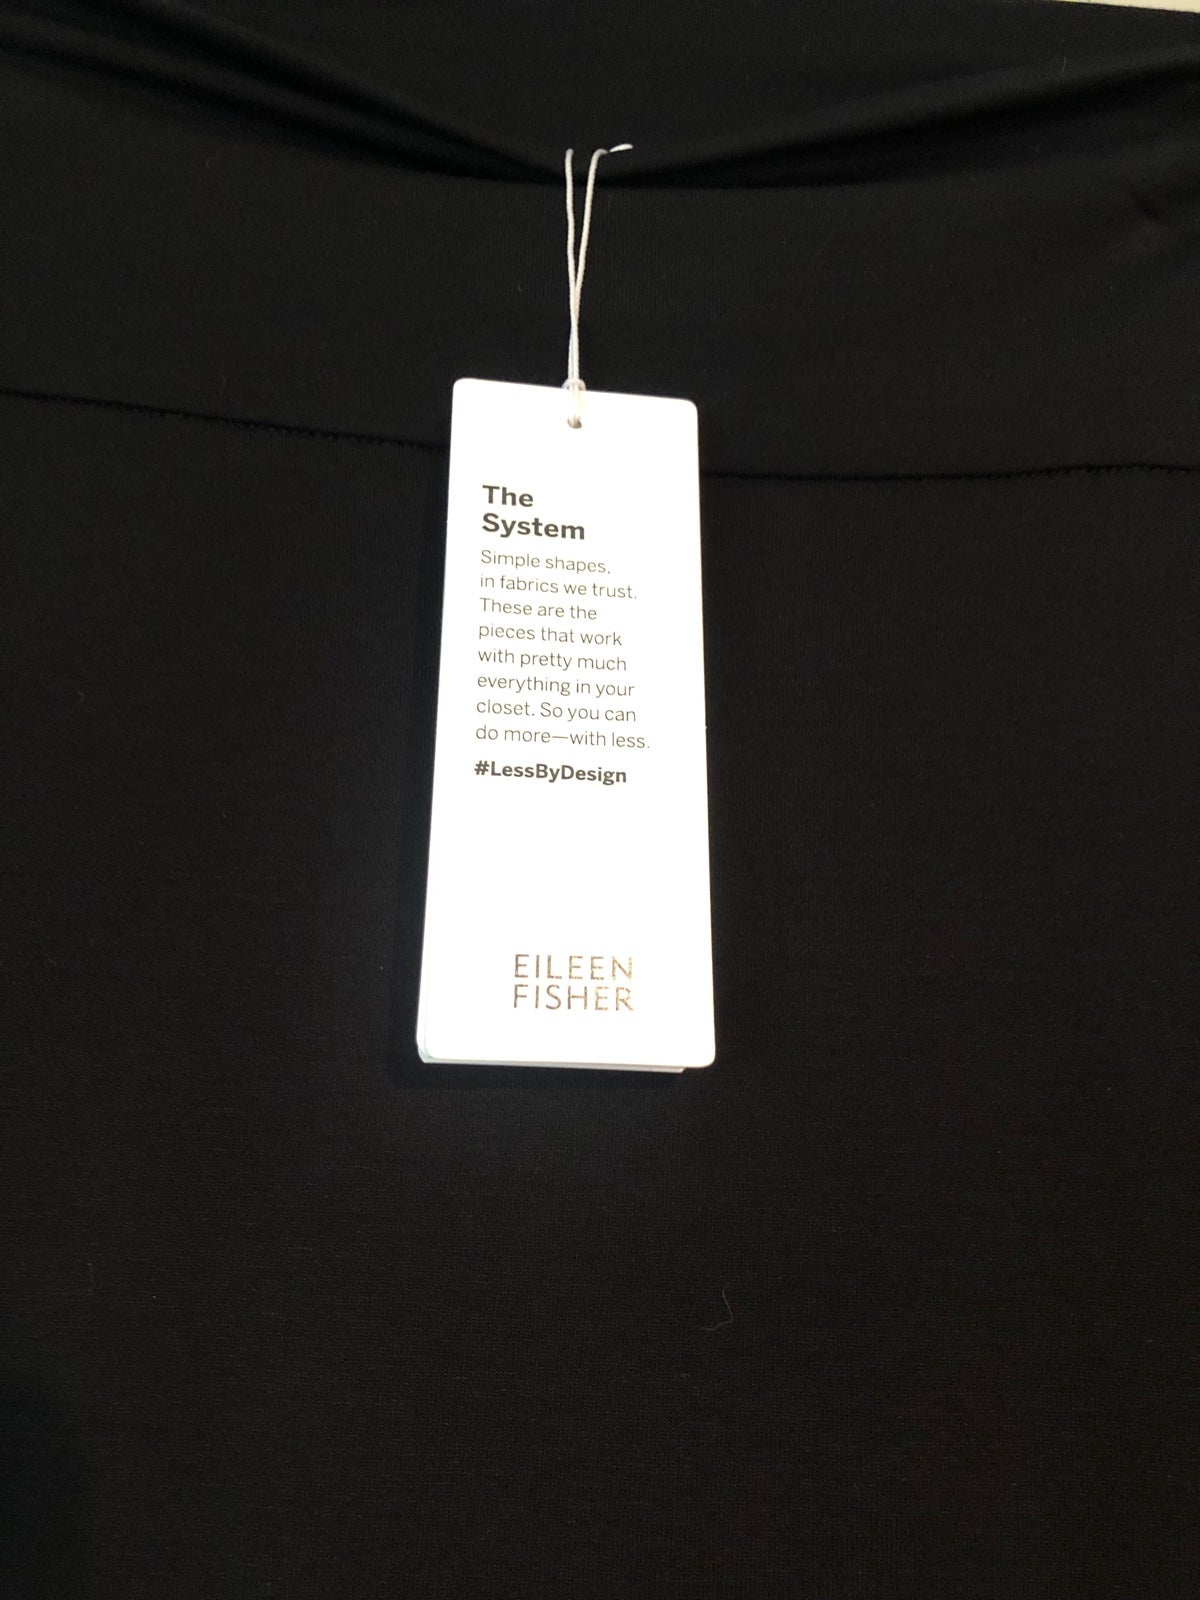 The
System
Simple shapes,
in fabrics we trust.
These are the
pieces that work
with pretty much
everything in your
closet. So you can
do more—with less.
#LessByDesign
EILEEN
FISHER